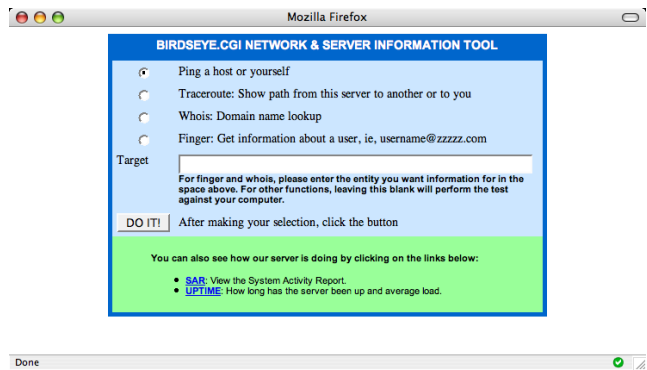 Mozilla Firefox
BIRDSEYE.CGI NETWORK & SERVER INFORMATION TOOL
Ping a host or yourself
Traceroute: Show path from this server to another or to you
Whois: Domain name lookup
Finger: Get information about a user, ie, username@zzzzz.com
Target
For finger and whois, please enter the entity you want information for in the
space above. For other functions, leaving this blank will perform the test
against your computer.
DO IT! After making your selection, click the button
You can also see how our server is doing by clicking on the links below:
SAR: View the System Activity Report.
UPTIME: How long has the server been up and average load.
Done